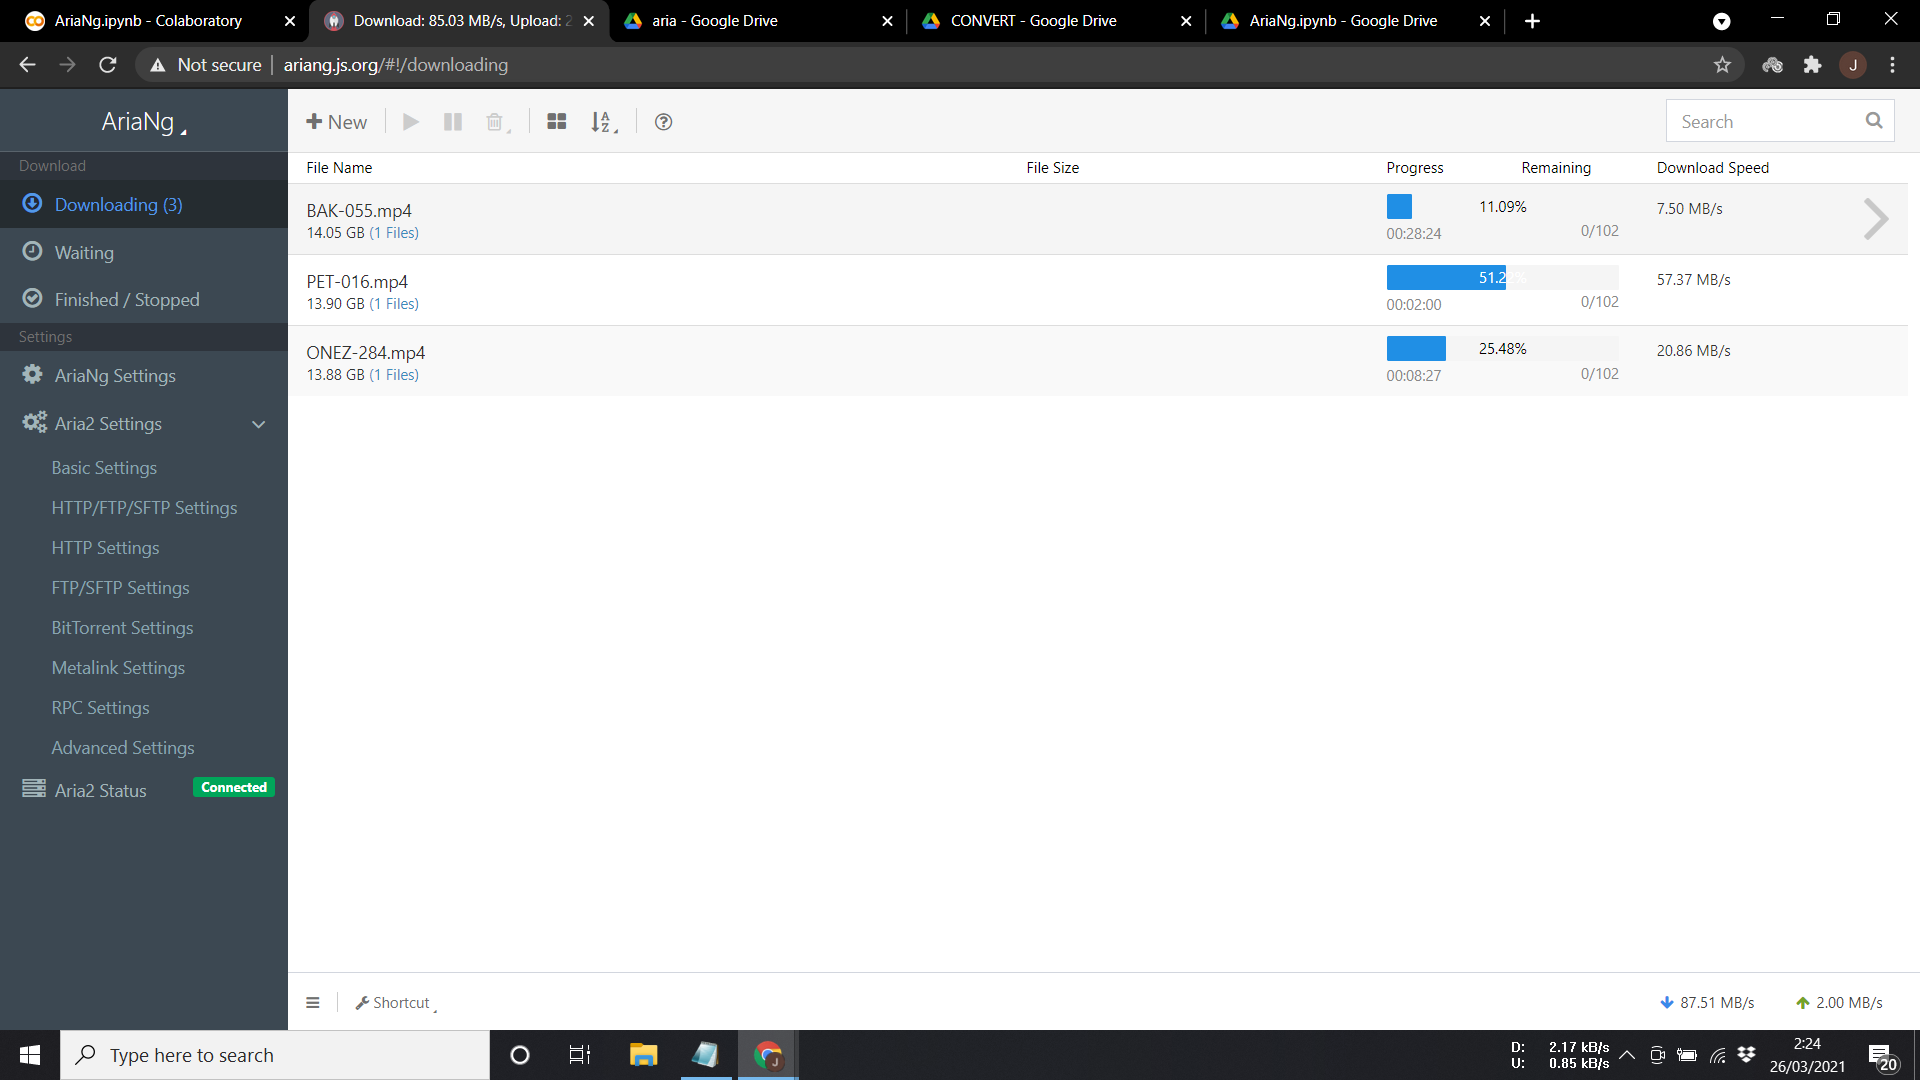 AriaNg.ipynb - Colaboratory
Download: 85.03 MB/s, Upload: 2
aria - Google Drive
CONVERT - Google Drive
AriaNg.ipynb - Google Drive
Not secure
ariang.js.org/#!/downloading
J
AriaNg
New
Search
Download
File Name File Size Progress Remaining Download Speed
Downloading (3)
BAK-055.mp4 11.09% 7.50 MB/s
14.05 GB (1 Files) 00:28:24 0/102
Waiting
PET-016.mp4 57.37 MB/s
13.90 GB (1 Files) 00:02:00 0/102
Finished / Stopped
Settings
ONEZ-284.mp4 25.48% 20.86 MB/s
13.88 GB (1 Files) 00:08:27 0/102
AriaNg Settings
Aria2 Settings
Basic Settings
HTTP/FTP/SFTP Settings
HTTP Settings
FTP/SFTP Settings
BitTorrent Settings
Metalink Settings
RPC Settings
Advanced Settings
Aria2 Status Connected
Shortcut 87.51 MB/s 2.00 MB/s
Type here to search
J
D: 2.17 kB/s
U: 0.85 kB/s
2:24
26/03/2021
20